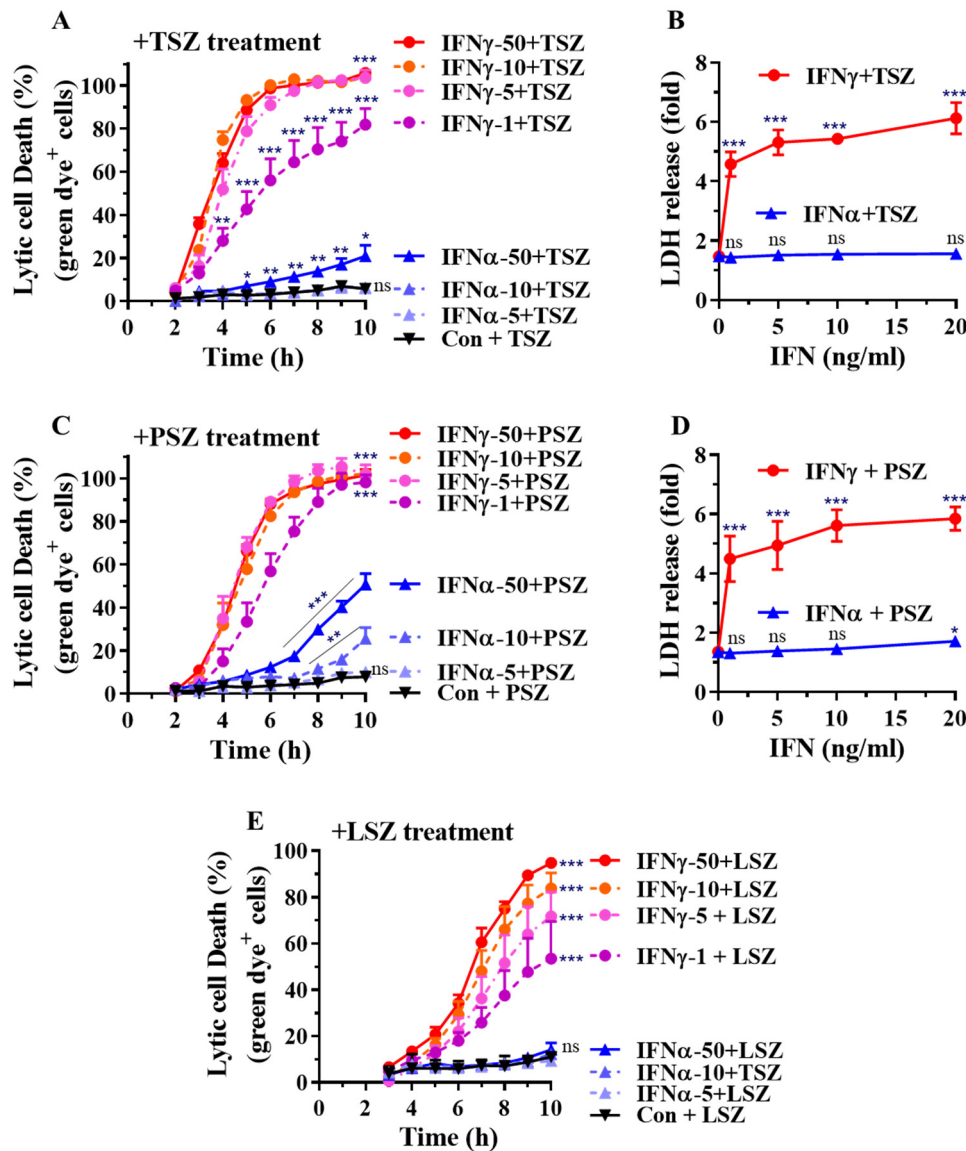 A
+TSZ treatment
Lytic cell Death (%)
(green dye+ cells)
100
80
60
40
20
0
0 2 4 6 8 10
Time (h)
***
***
** *** *** *** *** ***
* ** ** ** ** *
ns
IFNγ-50+TSZ
IFNγ-10+TSZ
IFNγ-5+TSZ
IFNγ-1+TSZ
IFNα-50+TSZ
IFNα-10+TSZ
IFNα-5+TSZ
Con + TSZ
B
LDH release (fold)
8
6
4
2
0
0 5 10 15 20
IFN (ng/ml)
IFNγ+TSZ
*** *** *** ***
IFNα+TSZ
ns ns ns ns
C
+PSZ treatment
Lytic cell Death (%)
(green dye+ cells)
100
80
60
40
20
0
0 2 4 6 8 10
Time (h)
***
***
***
**
ns
IFNγ-50+PSZ
IFNγ-10+PSZ
IFNγ-5+PSZ
IFNγ-1+PSZ
IFNα-50+PSZ
IFNα-10+PSZ
IFNα-5+PSZ
Con + PSZ
D
LDH release (fold)
8
6
4
2
0
0 5 10 15 20
IFN (ng/ml)
IFNγ + PSZ
*** *** *** ***
IFNα + PSZ
ns ns ns *
E
+LSZ treatment
Lytic cell Death (%)
(green dye+ cells)
100
80
60
40
20
0
0 2 4 6 8 10
Time (h)
*** IFNγ-50+LSZ
*** IFNγ-10+LSZ
*** IFNγ-5 + LSZ
*** IFNγ-1 + LSZ
ns IFNα-50+LSZ
IFNα-10+TSZ
IFNα-5+LSZ
Con + LSZ